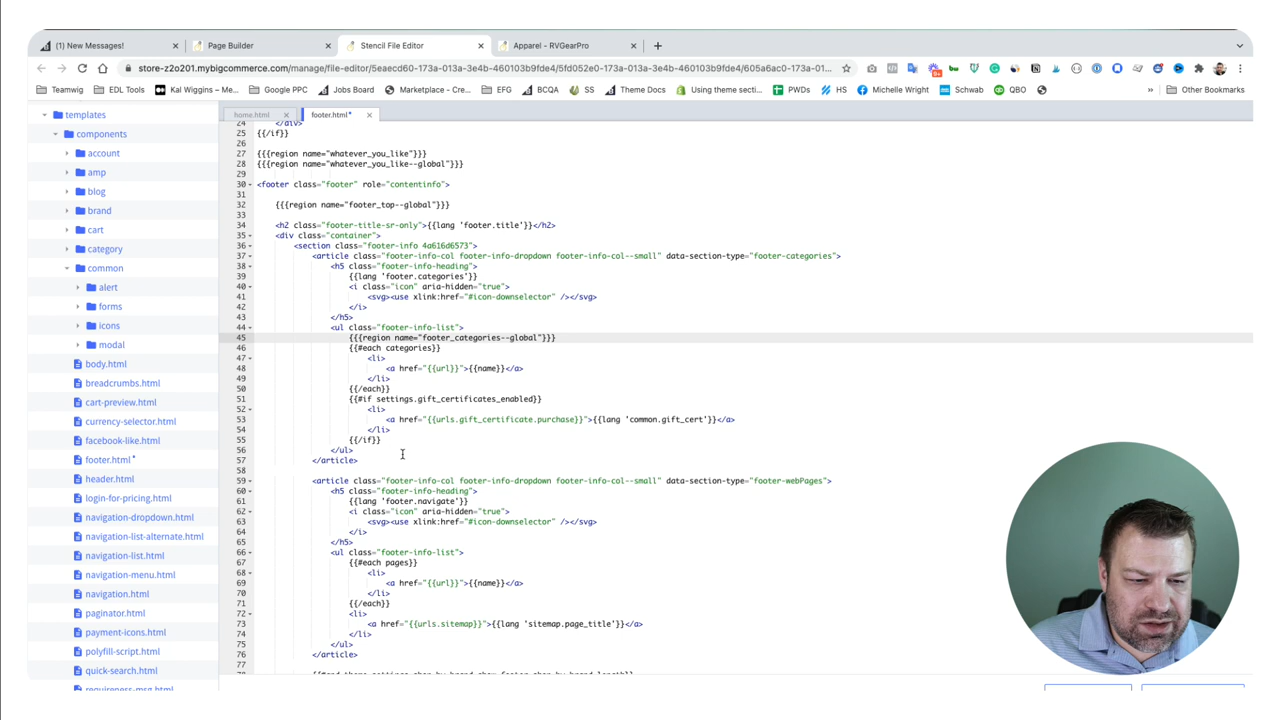 (1) New Messages!
Page Builder
Stencil File Editor
Apparel - RVGearPro
store-z2o201.mybigcommerce.com/manage/file-editor/5eaecd60-173a-013a-3e4b-460103b9fde4/5fd052e0-173a-013a-3e4b-460103b9fde4/605a6ac0-173a-01...
Teamwig EDL Tools Kal Wiggins – Me... Google PPC Jobs Board Marketplace - Cre... EFG BCQA SS Theme Docs Using theme secti... PWDs HS Michelle Wright Schwab QBO Other Bookmarks
templates
components
account
amp
blog
brand
cart
category
common
alert
forms
icons
modal
body.html
breadcrumbs.html
cart-preview.html
currency-selector.html
facebook-like.html
footer.html *
header.html
login-for-pricing.html
navigation-dropdown.html
navigation-list-alternate.html
navigation-list.html
navigation-menu.html
navigation.html
paginator.html
payment-icons.html
polyfill-script.html
quick-search.html
requireness-msg.html
home.html
footer.html *
24 </div>
25 {{/if}}
26
27 {{{region name="whatever_you_like"}}}
28 {{{region name="whatever_you_like--global"}}}
29
30 <footer class="footer" role="contentinfo">
31
32 {{{region name="footer_top--global"}}}
33
34 <h2 class="footer-title-sr-only">{{lang 'footer.title'}}</h2>
35 <div class="container">
36 <section class="footer-info 4a616d6573">
37 <article class="footer-info-col footer-info-dropdown footer-info-col--small" data-section-type="footer-categories">
38 <h5 class="footer-info-heading">
39 {{lang 'footer.categories'}}
40 <i class="icon" aria-hidden="true">
41 <svg><use xlink:href="#icon-downselector" /></svg>
42 </i>
43 </h5>
44 <ul class="footer-info-list">
45 {{{region name="footer_categories--global"}}}
46 {{#each categories}}
47 <li>
48 <a href="{{url}}">{{name}}</a>
49 </li>
50 {{/each}}
51 {{#if settings.gift_certificates_enabled}}
52 <li>
53 <a href="{{urls.gift_certificate.purchase}}">{{lang 'common.gift_cert'}}</a>
54 </li>
55 {{/if}}
56 </ul>
57 </article>
58
59 <article class="footer-info-col footer-info-dropdown footer-info-col--small" data-section-type="footer-webPages">
60 <h5 class="footer-info-heading">
61 {{lang 'footer.navigate'}}
62 <i class="icon" aria-hidden="true">
63 <svg><use xlink:href="#icon-downselector" /></svg>
64 </i>
65 </h5>
66 <ul class="footer-info-list">
67 {{#each pages}}
68 <li>
69 <a href="{{url}}">{{name}}</a>
70 </li>
71 {{/each}}
72 <li>
73 <a href="{{urls.sitemap}}">{{lang 'sitemap.page_title'}}</a>
74 </li>
75 </ul>
76 </article>
77